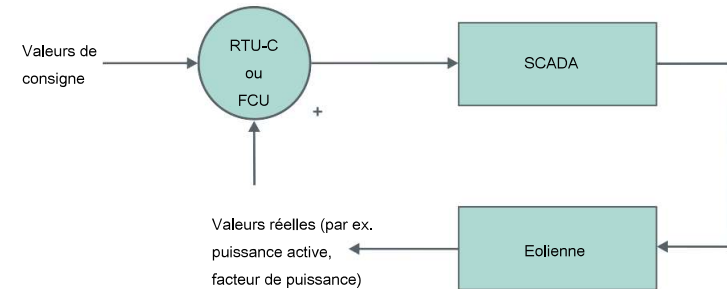 Valeurs de
consigne
RTU-C
ou
FCU
+
SCADA
Valeurs réelles (par ex.
puissance active,
facteur de puissance)
Eolienne